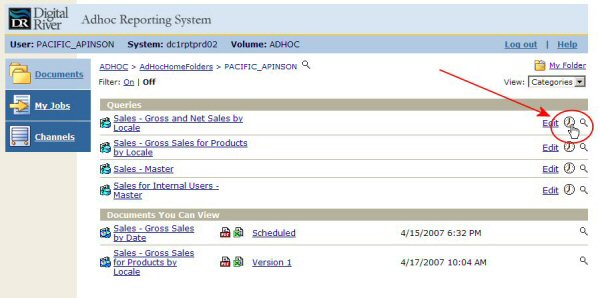 Digital
River
DR
Adhoc Reporting System
User: PACIFIC_APINSON System: dc1rptprd02 Volume: ADHOC Log out | Help
Documents
My Jobs
Channels
ADHOC > AdHocHomeFolders > PACIFIC_APINSON
My Folder
Filter: On | Off
View: Categories
Queries
Sales - Gross and Net Sales by
Locale
Edit
Sales - Gross Sales for Products
by Locale
Edit
Sales - Master
Edit
Sales for Internal Users -
Master
Edit
Documents You Can View
Sales - Gross Sales
by Date
Scheduled 4/15/2007 6:32 PM
Sales - Gross Sales
for Products by
Locale
Version 1 4/17/2007 10:04 AM